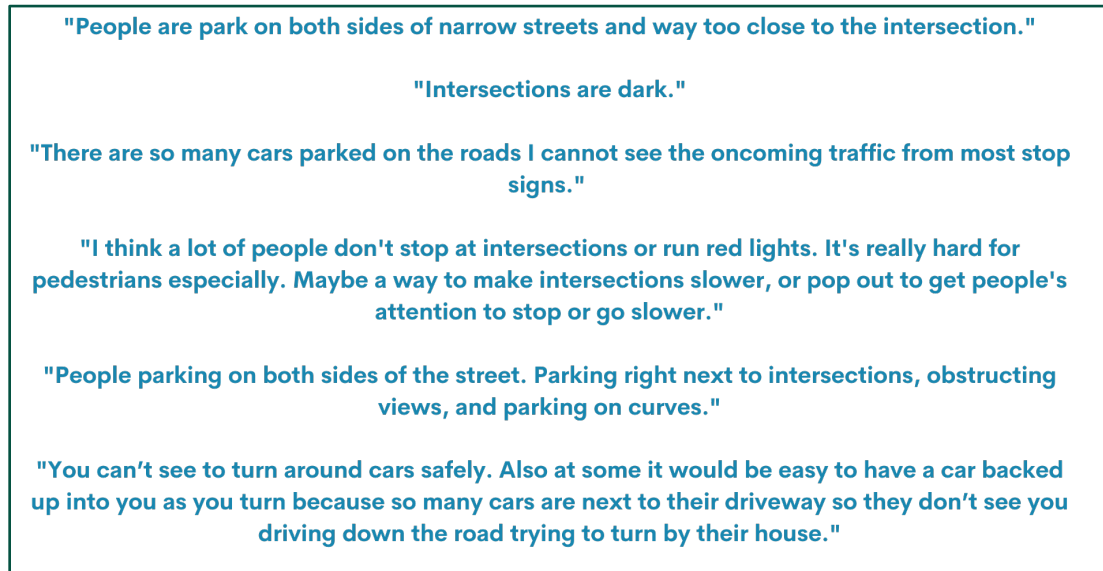 "People are park on both sides of narrow streets and way too close to the intersection."
"Intersections are dark."
"There are so many cars parked on the roads I cannot see the oncoming traffic from most stop
signs."
"I think a lot of people don't stop at intersections or run red lights. It's really hard for
pedestrians especially. Maybe a way to make intersections slower, or pop out to get people's
attention to stop or go slower."
"People parking on both sides of the street. Parking right next to intersections, obstructing
views, and parking on curves."
"You can’t see to turn around cars safely. Also at some it would be easy to have a car backed
up into you as you turn because so many cars are next to their driveway so they don’t see you
driving down the road trying to turn by their house."